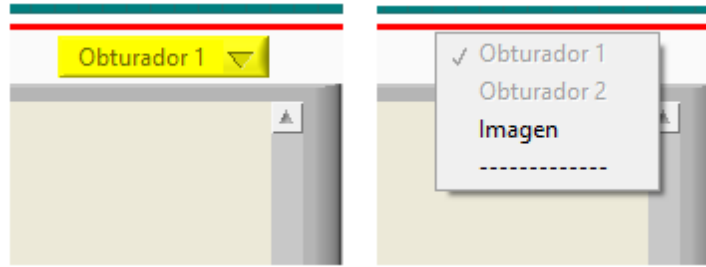 Obturador 1
Obturador 1
Obturador 2
Imagen
-------------